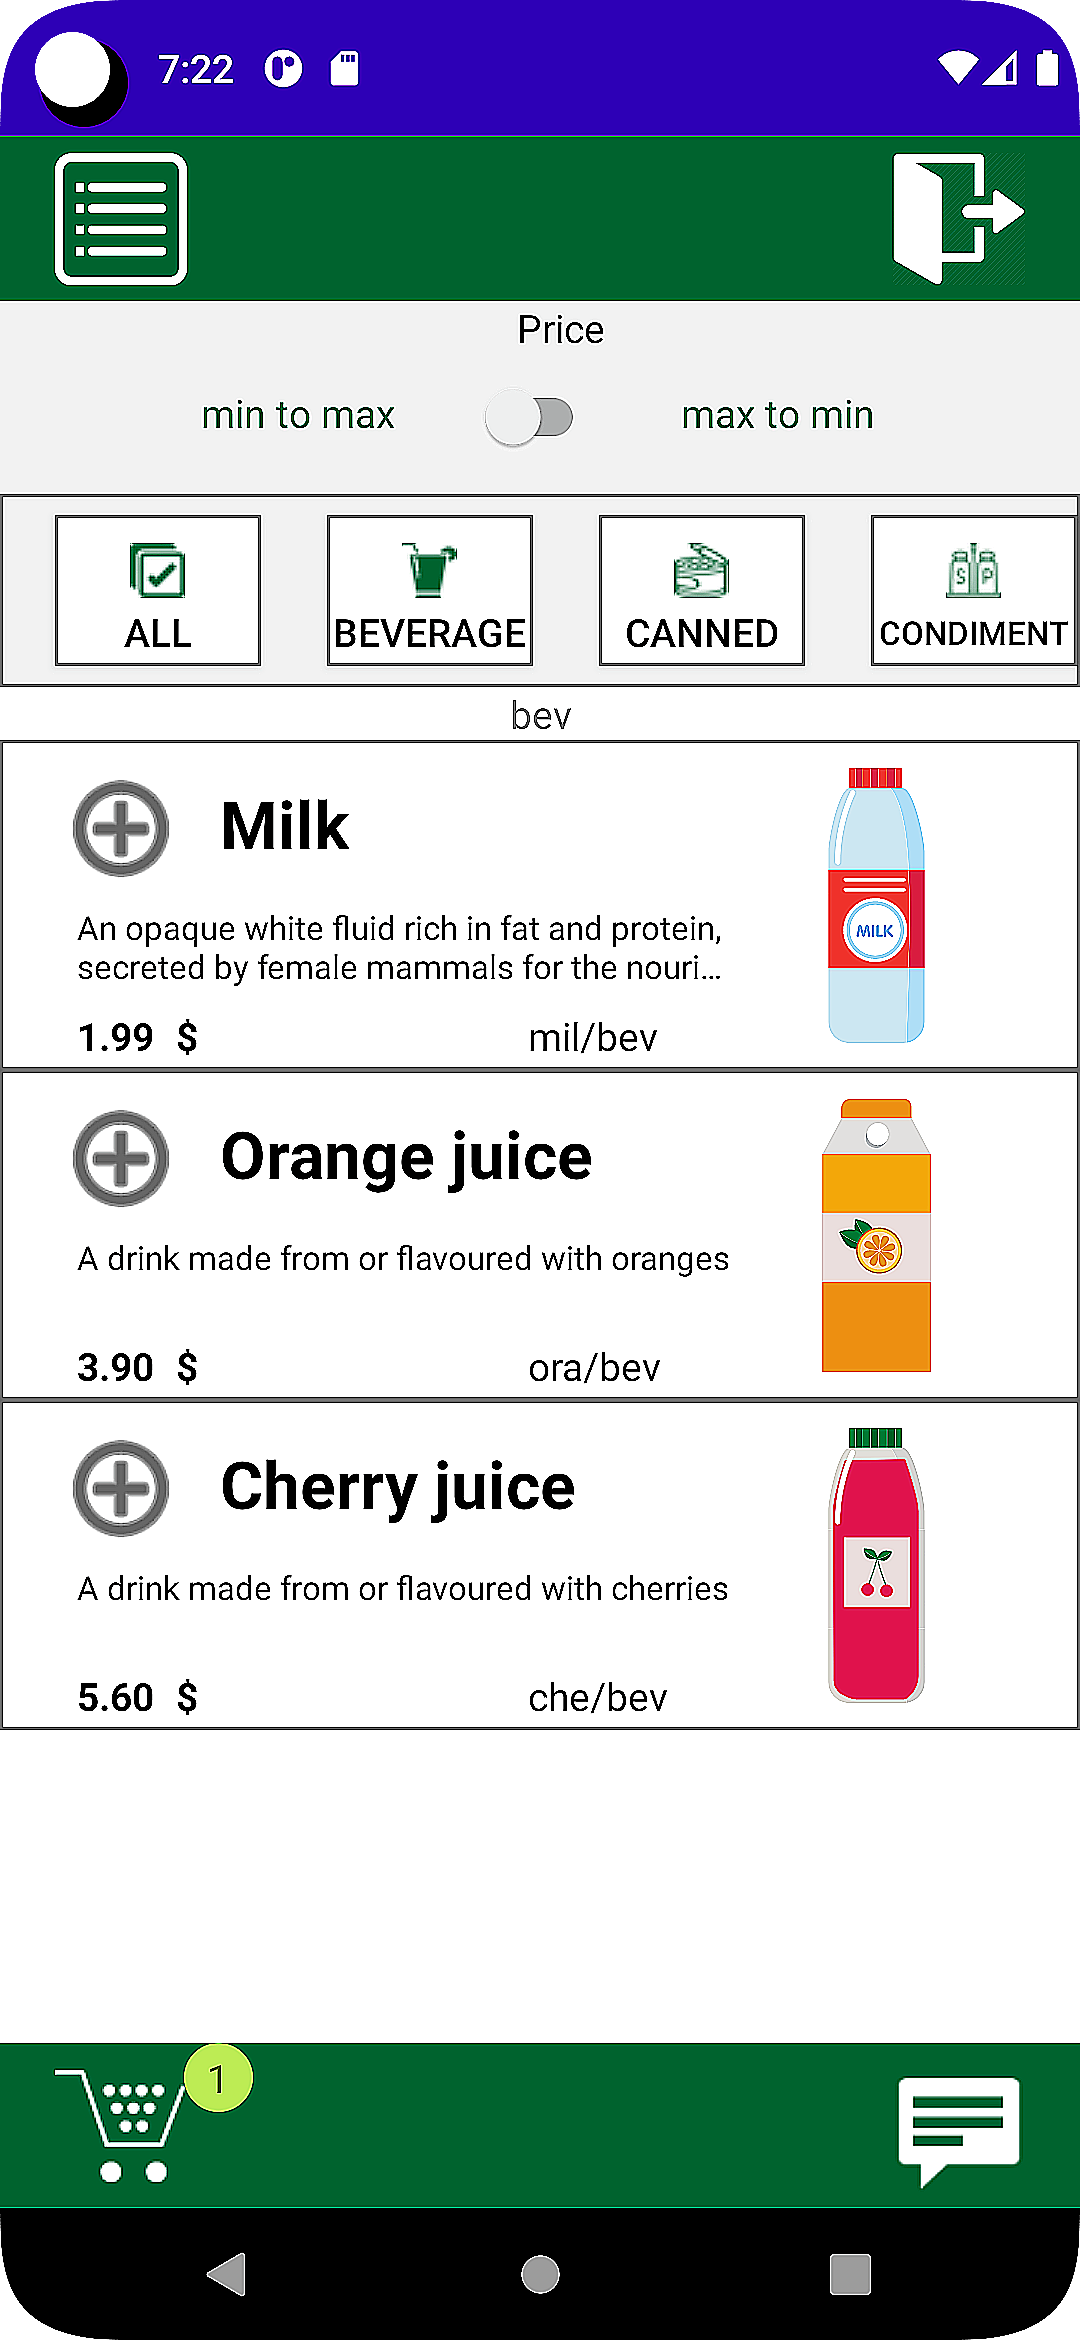 7:22
Price
min to max
max to min
ALL
BEVERAGE
CANNED
S P
CONDIMENT
bev
Milk
An opaque white fluid rich in fat and protein,
secreted by female mammals for the nouri...
1.99 $
mil/bev
MILK
Orange juice
A drink made from or flavoured with oranges
3.90 $
ora/bev
Cherry juice
A drink made from or flavoured with cherries
5.60 $
che/bev
1